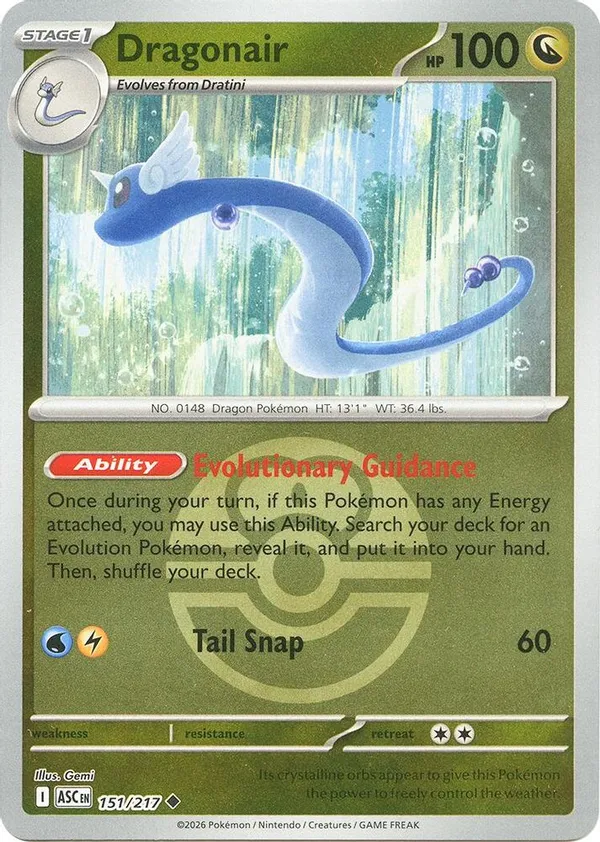 STAGE 1
Dragonair
HP 100
Evolves from Dratini
NO. 0148 Dragon Pokémon HT: 13'1" WT: 36.4 lbs.
Ability Evolutionary Guidance
Once during your turn, if this Pokémon has any Energy
attached, you may use this Ability. Search your deck for an
Evolution Pokémon, reveal it, and put it into your hand.
Then, shuffle your deck.
Tail Snap 60
weakness resistance retreat
Illus. Gemi
I ASC EN 151/217
Its crystalline orbs appear to give this Pokémon
the power to freely control the weather.
©2026 Pokémon / Nintendo / Creatures / GAME FREAK